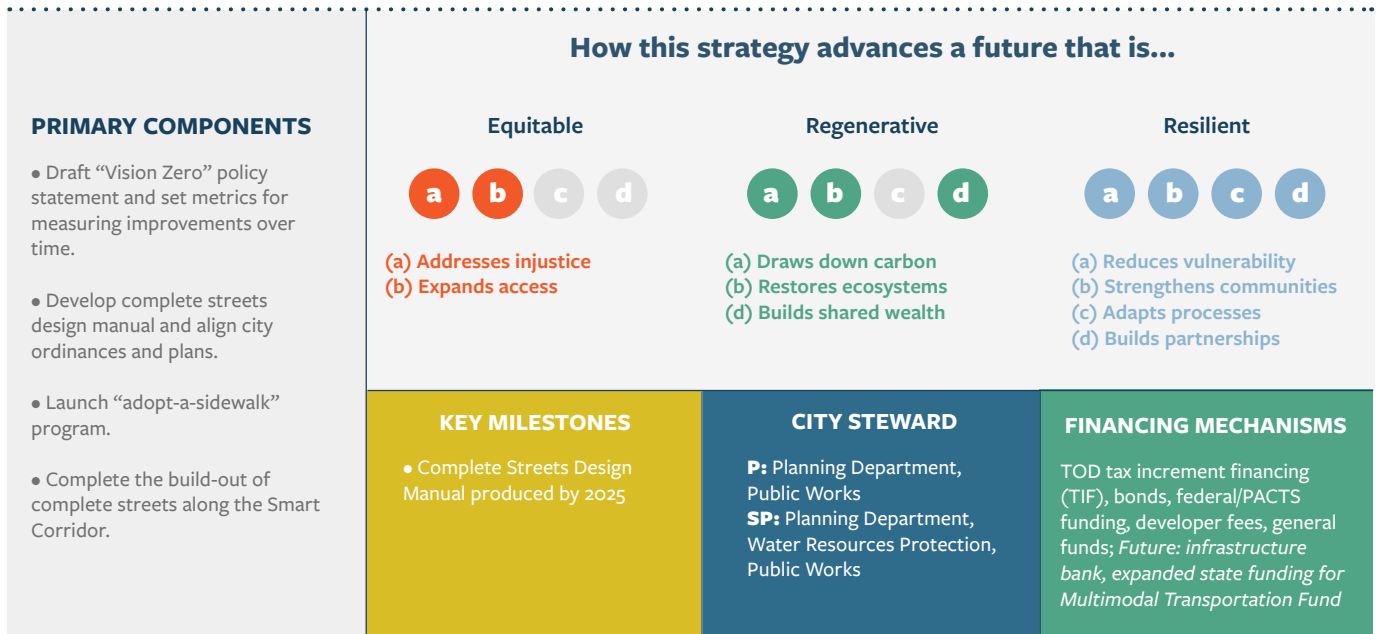 How this strategy advances a future that is...
PRIMARY COMPONENTS
• Draft “Vision Zero” policy
statement and set metrics for
measuring improvements over
time.
• Develop complete streets
design manual and align city
ordinances and plans.
• Launch “adopt-a-sidewalk”
program.
• Complete the build-out of
complete streets along the Smart
Corridor.
Equitable
a b c d
(a) Addresses injustice
(b) Expands access
Regenerative
a b c d
(a) Draws down carbon
(b) Restores ecosystems
(d) Builds shared wealth
Resilient
a b c d
(a) Reduces vulnerability
(b) Strengthens communities
(c) Adapts processes
(d) Builds partnerships
KEY MILESTONES
• Complete Streets Design
Manual produced by 2025
CITY STEWARD
P: Planning Department,
Public Works
SP: Planning Department,
Water Resources Protection,
Public Works
FINANCING MECHANISMS
TOD tax increment financing
(TIF), bonds, federal/PACTS
funding, developer fees, general
funds; Future: infrastructure
bank, expanded state funding for
Multimodal Transportation Fund